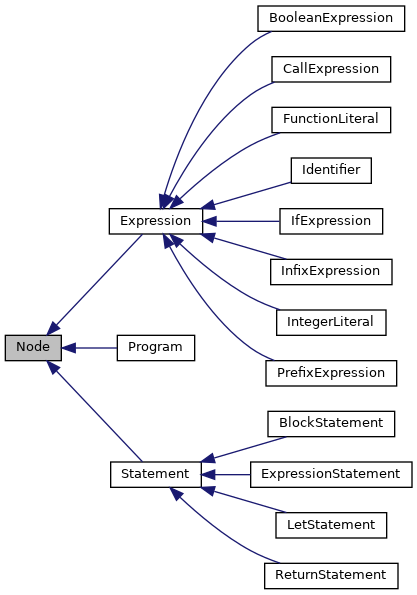 BooleanExpression
CallExpression
FunctionLiteral
Identifier
Expression
IfExpression
InfixExpression
IntegerLiteral
Node
Program
PrefixExpression
BlockStatement
Statement
ExpressionStatement
LetStatement
ReturnStatement